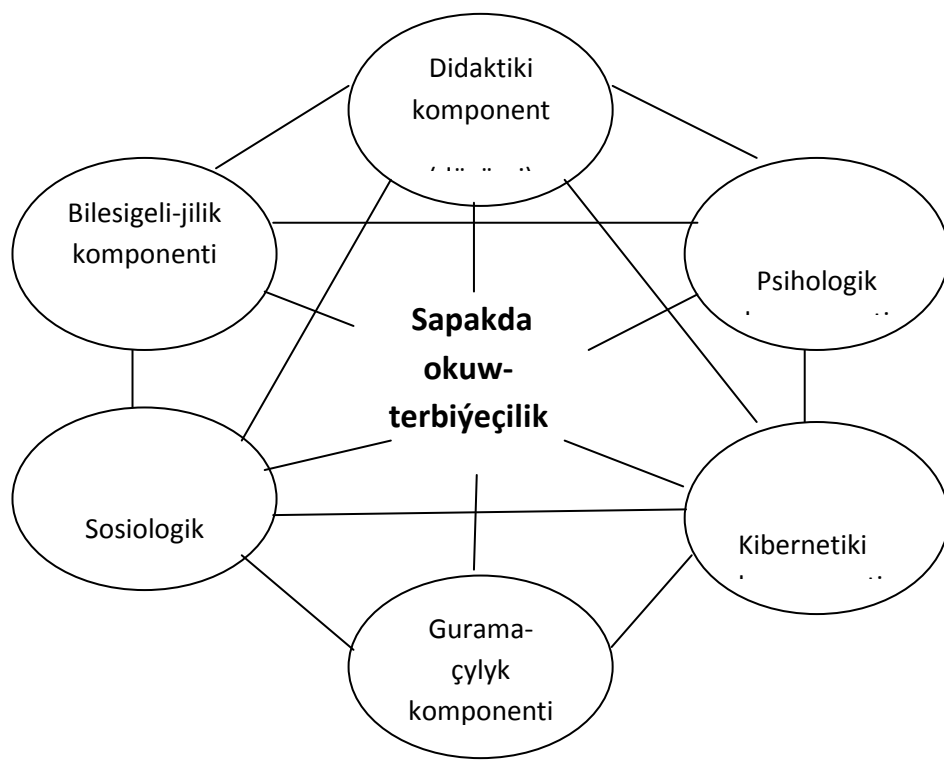 Didaktiki
komponent
Bilesigeli-jilik
komponenti
Psihologik
Sapakda
okuw-
terbiýeçilik
Sosiologik
Kibernetiki
Gurama-
çylyk
komponenti